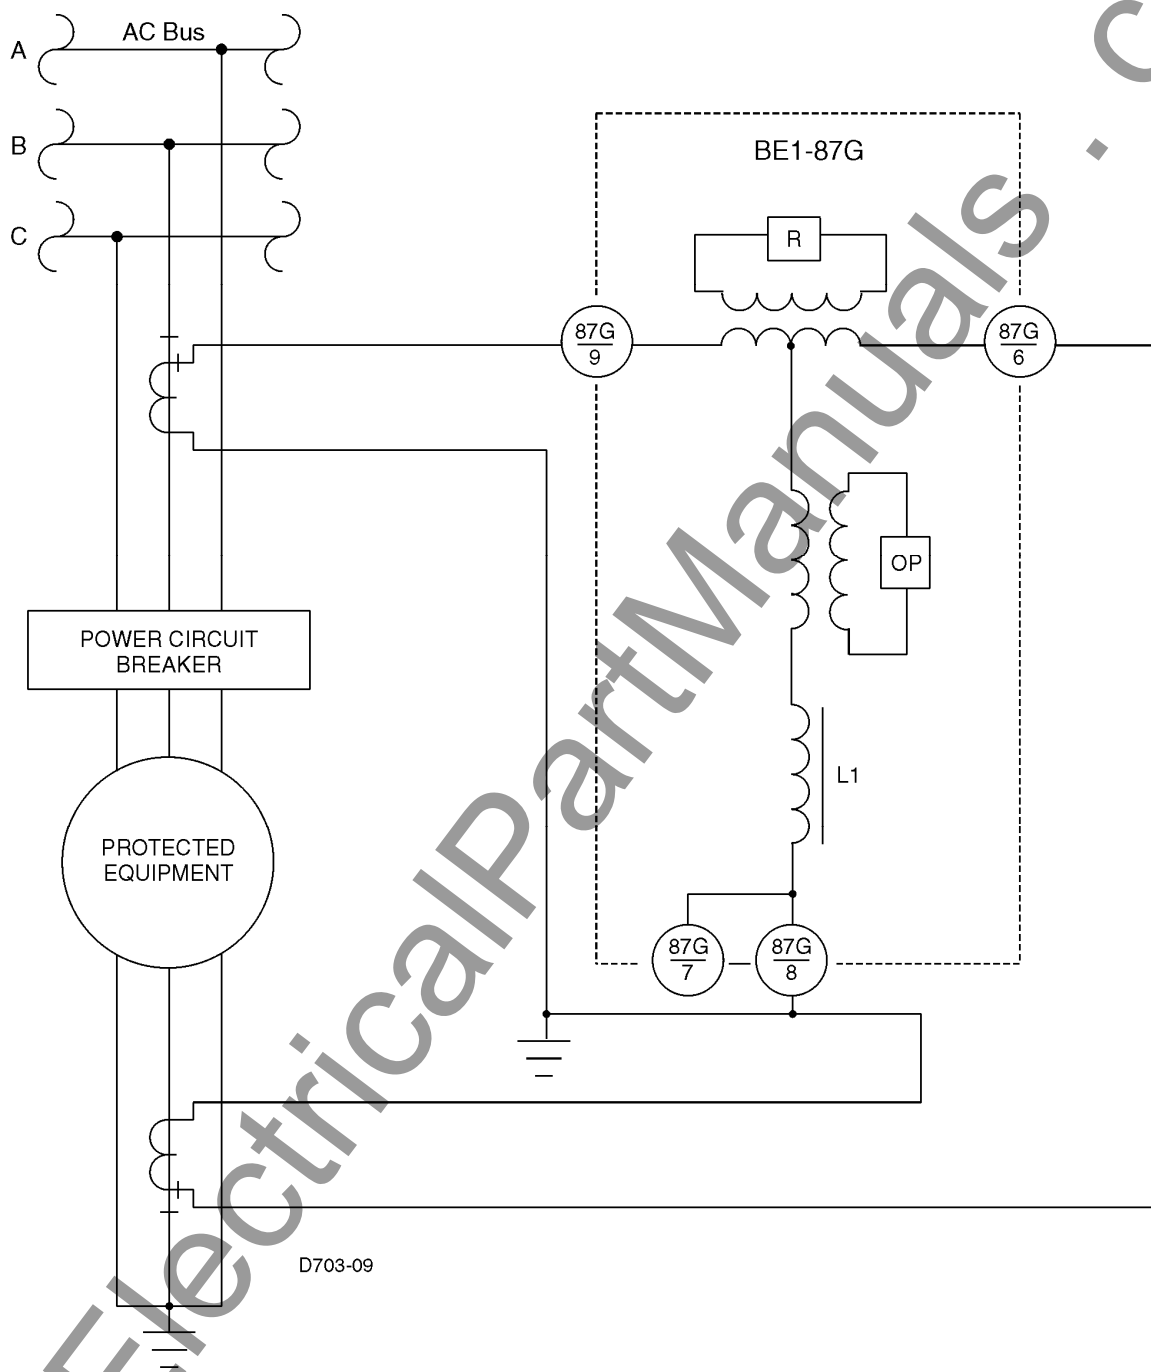 A
AC Bus
B
C
BE1-87G
R
87G
9
87G
6
OP
POWER CIRCUIT
BREAKER
L1
PROTECTED
EQUIPMENT
87G
7
87G
8
D703-09
ElectricalPartManuals . c